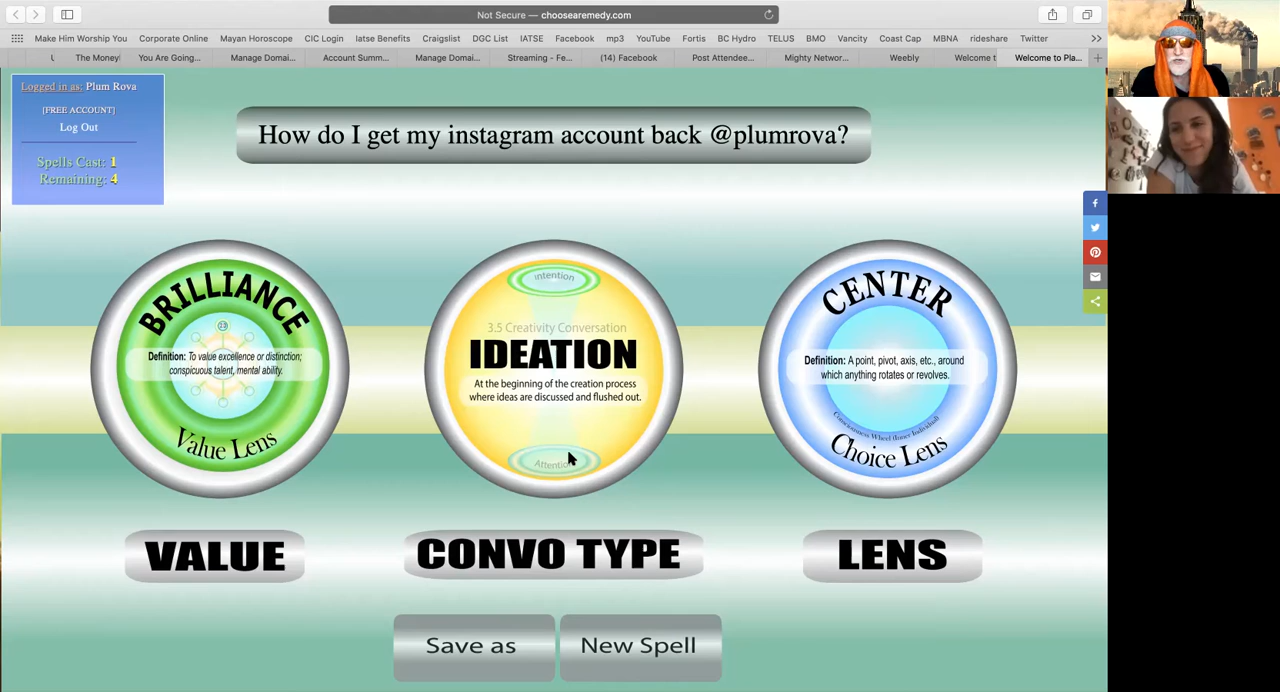 Not Secure — choosearemedy.com
Make Him Worship You Corporate Online Mayan Horoscope CIC Login Iatse Benefits Craigslist DGC List IATSE Facebook mp3 YouTube Fortis BC Hydro TELUS BMO Vancity Coast Cap MBNA rideshare Twitter
The Money! You Are Going... Manage Domai... Account Summ... Manage Domai... Streaming - Fe... (14) Facebook Post Attendee... Mighty Networ... Weebly Welcome t Welcome to Pla...
Logged in as: Plum Rova
[FREE ACCOUNT]
Log Out
Spells Cast: 1
Remaining: 4
How do I get my instagram account back @plumrova?
BRILLIANCE
Definition: To value excellence or distinction;
conspicuous talent, mental ability.
Value Lens
Intention
3.5 Creativity Conversation
IDEATION
At the beginning of the creation process
where ideas are discussed and flushed out.
Attention
CENTER
Definition: A point, pivot, axis, etc., around
which anything rotates or revolves.
Consciousness Wheel (Inner Individual)
Choice Lens
VALUE
CONVO TYPE
LENS
Save as
New Spell